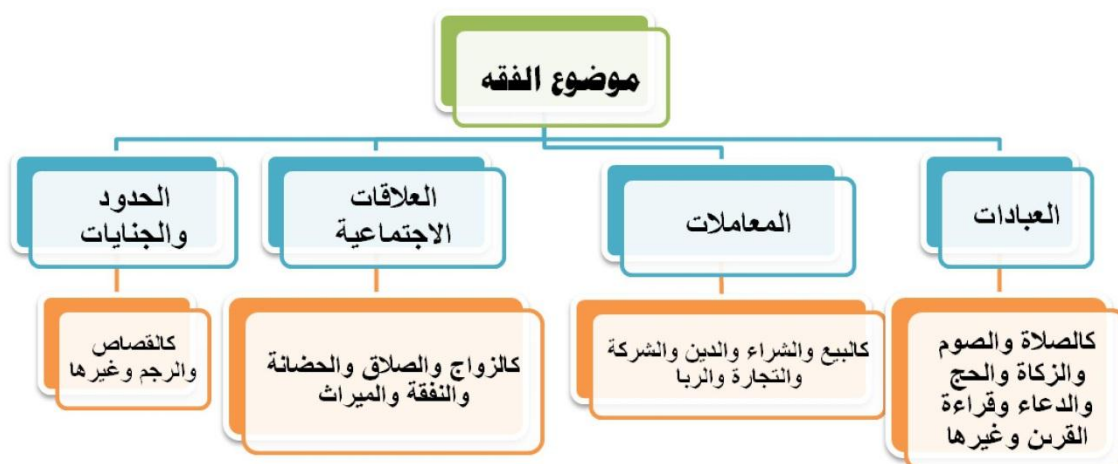 موضوع الفقه
العبادات
المعاملات
العلاقات
الاجتماعية
الحدود
والجنايات
كالصلاة والصوم
والزكاة والحج
والدعاء وقراءة
القرىن وغيرها
كالبيع والشراء والدين والشركة
والتجارة والربا
كالزواج والصلاق والحضانة
والنفقة والميراث
كالقصاص
والرجم وغيرها